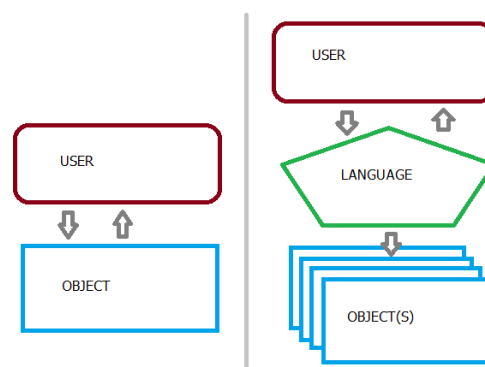 USER
OBJECT
USER
LANGUAGE
OBJECT(S)